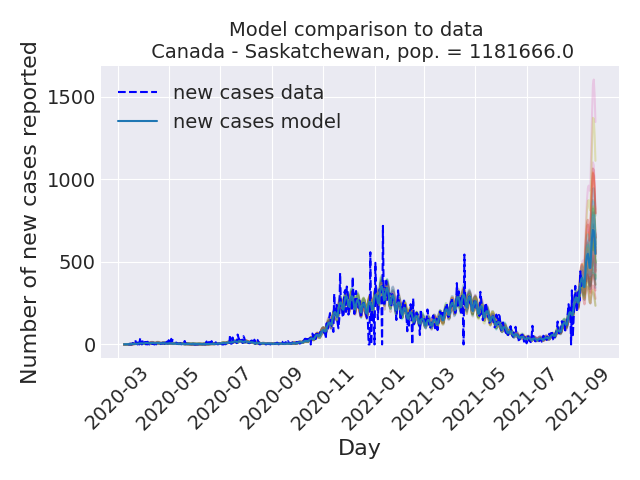 Model comparison to data
Canada - Saskatchewan, pop. = 1181666.0
Number of new cases reported
1500
1000
500
0
new cases data
new cases model
2020-03
2020-05
2020-07
2020-09
2020-11
2021-01
2021-03
2021-05
2021-07
2021-09
Day